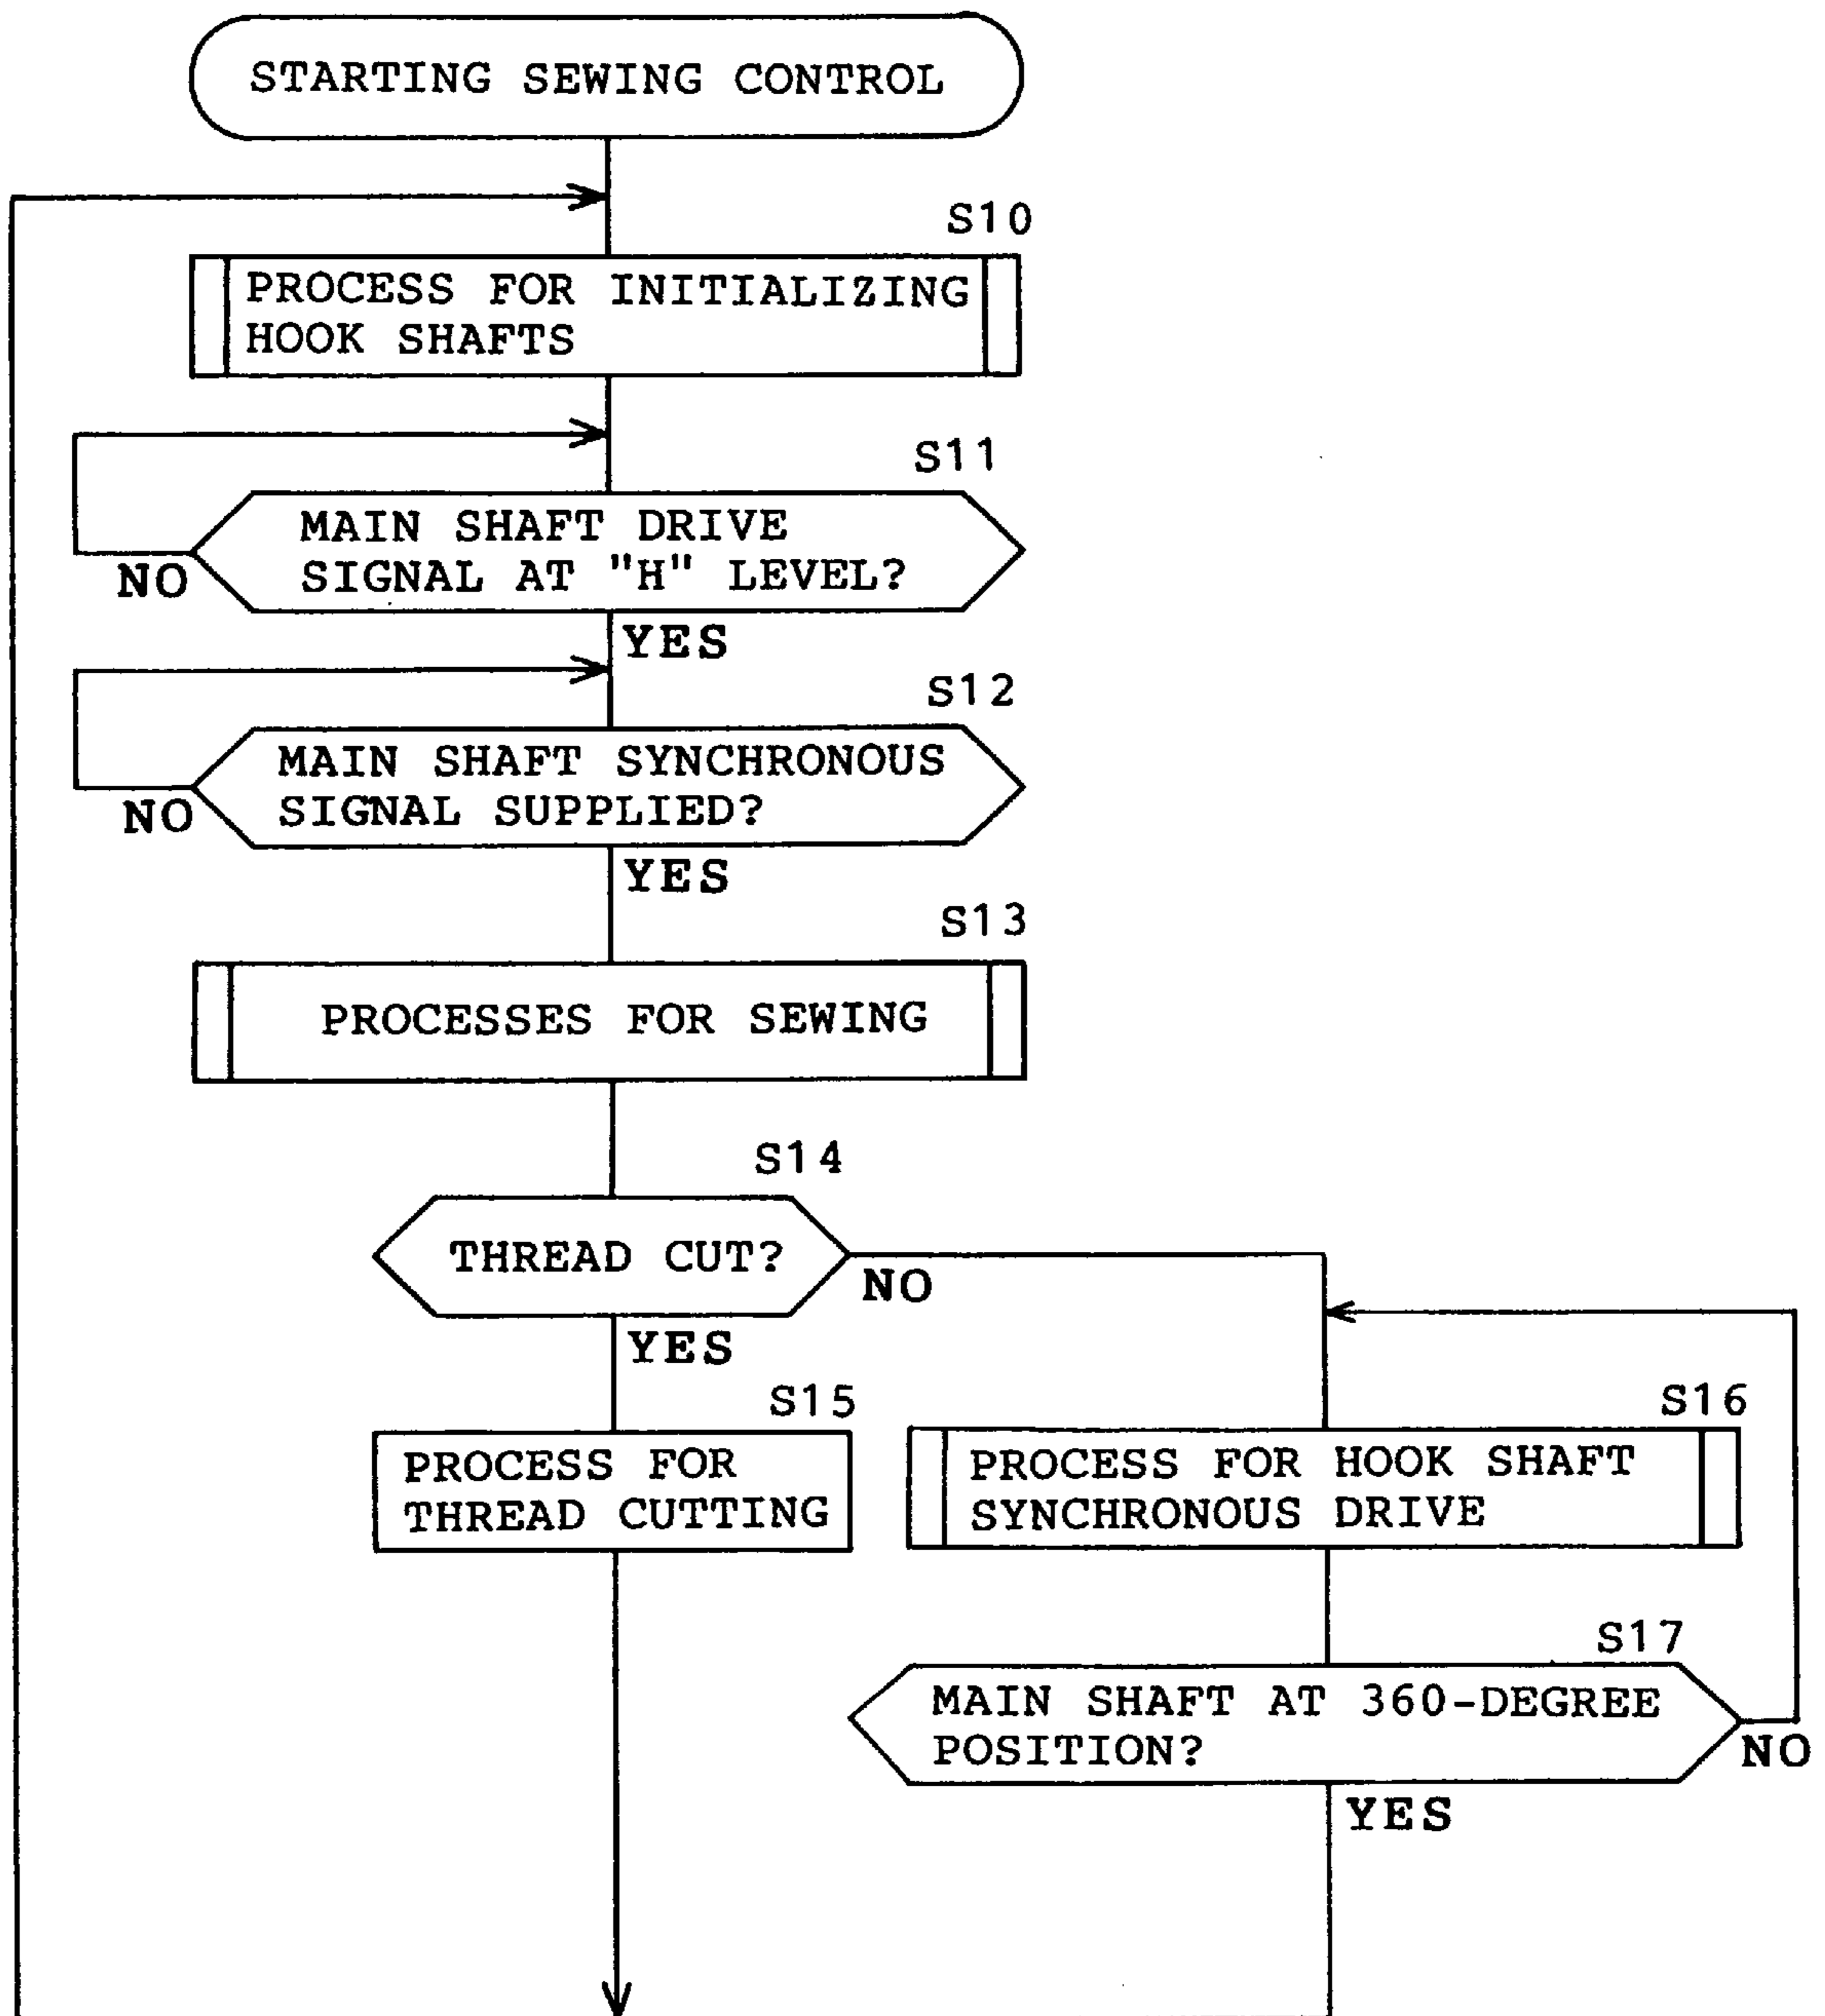 STARTING SEWING CONTROL
S10
PROCESS FOR INITIALIZING
HOOK SHAFTS
S11
MAIN SHAFT DRIVE
SIGNAL AT "H" LEVEL?
NO
YES
S12
MAIN SHAFT SYNCHRONOUS
SIGNAL SUPPLIED?
NO
YES
S13
PROCESSES FOR SEWING
S14
THREAD CUT?
NO
YES
S15
PROCESS FOR
THREAD CUTTING
S16
PROCESS FOR HOOK SHAFT
SYNCHRONOUS DRIVE
S17
MAIN SHAFT AT 360-DEGREE
POSITION?
NO
YES